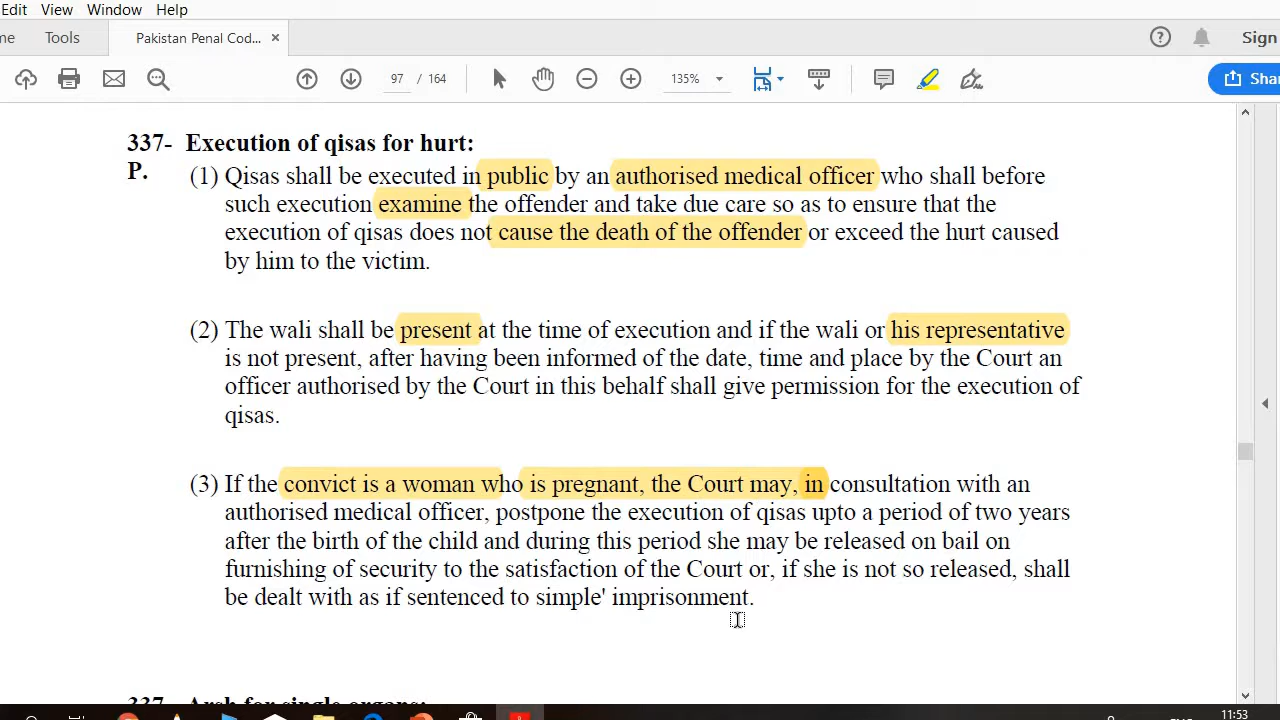 Edit View Window Help
me Tools Pakistan Penal Cod... ×
97 / 164 135% Shar
Sign
337- Execution of qisas for hurt:
P. (1) Qisas shall be executed in public by an authorised medical officer who shall before
such execution examine the offender and take due care so as to ensure that the
execution of qisas does not cause the death of the offender or exceed the hurt caused
by him to the victim.
(2) The wali shall be present at the time of execution and if the wali or his representative
is not present, after having been informed of the date, time and place by the Court an
officer authorised by the Court in this behalf shall give permission for the execution of
qisas.
(3) If the convict is a woman who is pregnant, the Court may, in consultation with an
authorised medical officer, postpone the execution of qisas upto a period of two years
after the birth of the child and during this period she may be released on bail on
furnishing of security to the satisfaction of the Court or, if she is not so released, shall
be dealt with as if sentenced to simple' imprisonment.
337- Arsh for single organs:
11:53